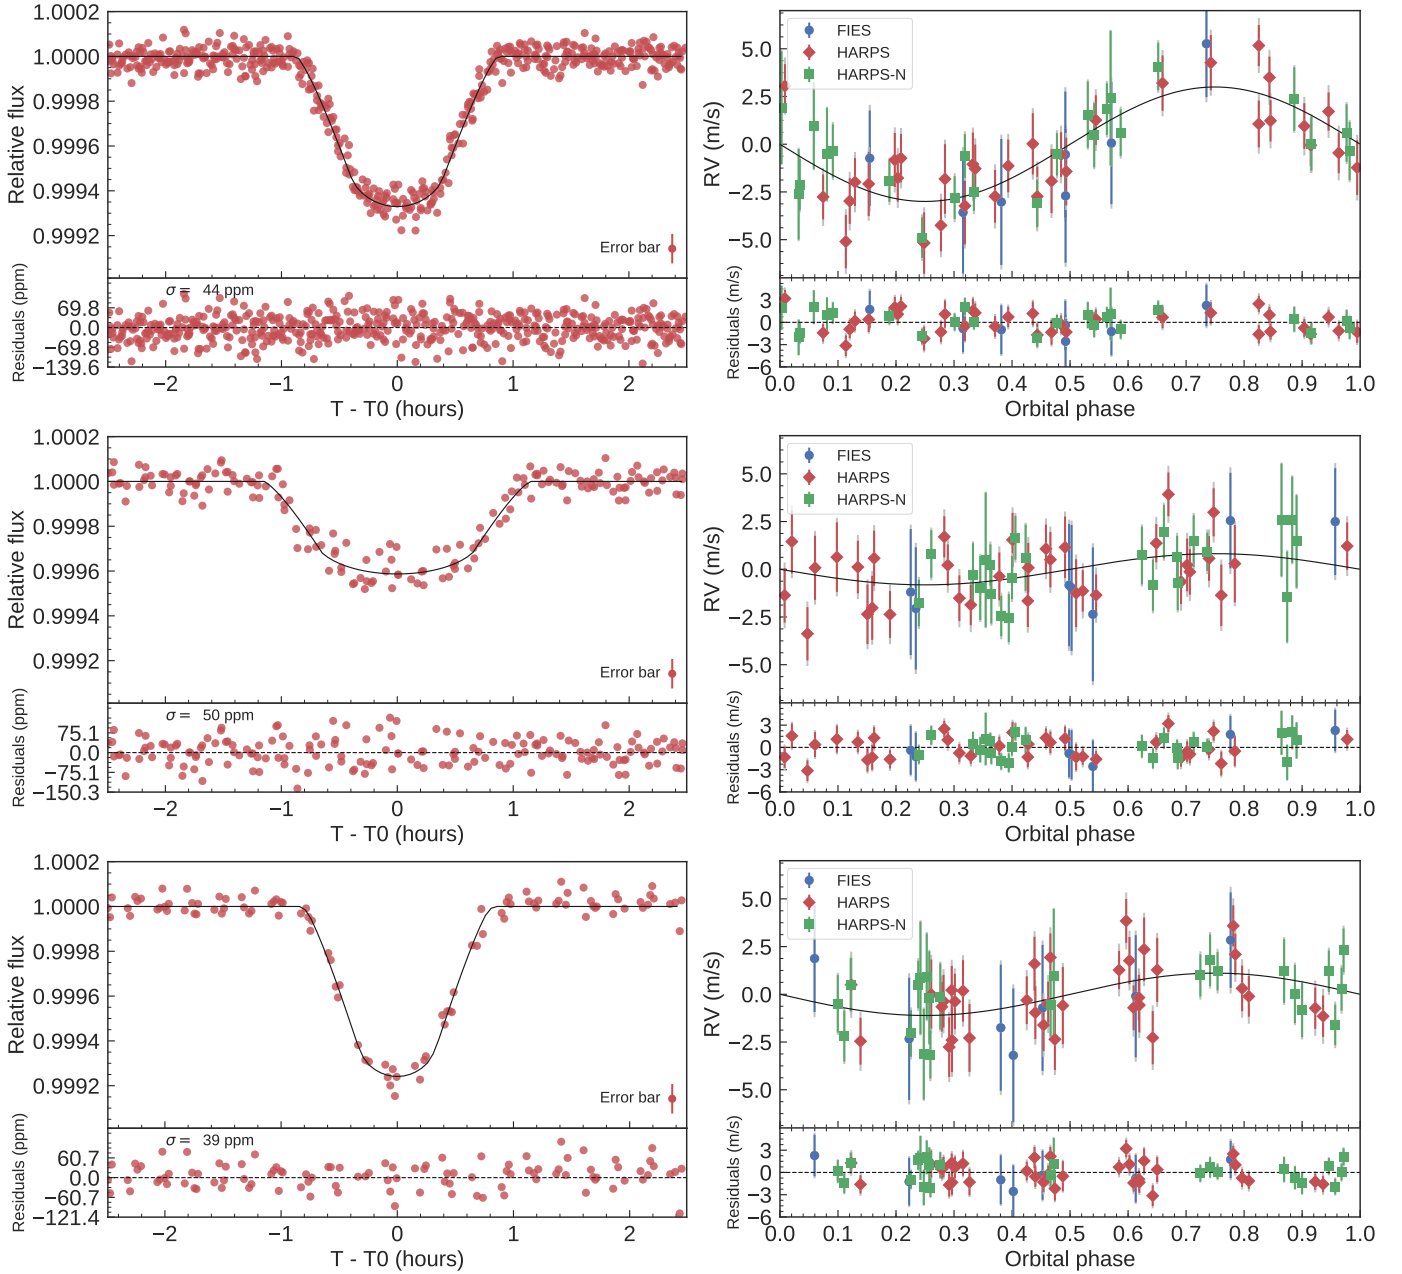 1.0002
1.0000
0.9998
0.9996
0.9994
0.9992
Relative flux
Error bar
σ = 44 ppm
69.8
0.0
−69.8
−139.6
Residuals (ppm)
−2 −1 0 1 2
T - T0 (hours)
FIES
HARPS
HARPS-N
5.0
2.5
0.0
−2.5
−5.0
RV (m/s)
3
0
−3
−6
Residuals (m/s)
0.0 0.1 0.2 0.3 0.4 0.5 0.6 0.7 0.8 0.9 1.0
Orbital phase
1.0002
1.0000
0.9998
0.9996
0.9994
0.9992
Relative flux
Error bar
σ = 50 ppm
75.1
0.0
−75.1
−150.3
Residuals (ppm)
−2 −1 0 1 2
T - T0 (hours)
FIES
HARPS
HARPS-N
5.0
2.5
0.0
−2.5
−5.0
RV (m/s)
3
0
−3
−6
Residuals (m/s)
0.0 0.1 0.2 0.3 0.4 0.5 0.6 0.7 0.8 0.9 1.0
Orbital phase
1.0002
1.0000
0.9998
0.9996
0.9994
0.9992
Relative flux
Error bar
σ = 39 ppm
60.7
0.0
−60.7
−121.4
Residuals (ppm)
−2 −1 0 1 2
T - T0 (hours)
FIES
HARPS
HARPS-N
5.0
2.5
0.0
−2.5
−5.0
RV (m/s)
3
0
−3
−6
Residuals (m/s)
0.0 0.1 0.2 0.3 0.4 0.5 0.6 0.7 0.8 0.9 1.0
Orbital phase